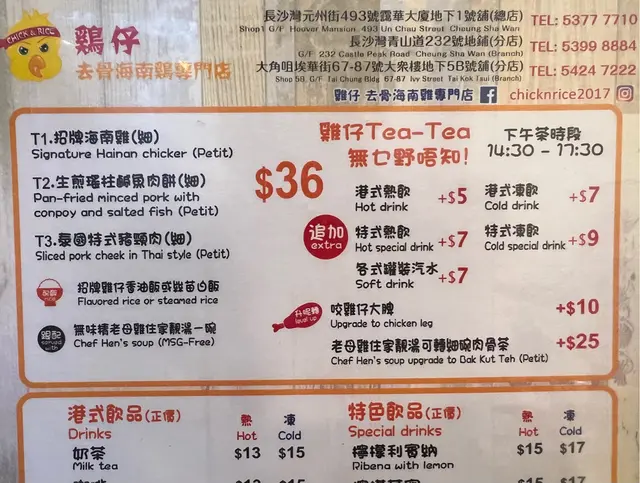 CHICK & RICE
鷄仔
去骨海南鷄專門店
長沙灣元州街493號露華大廈地下1號舖(總店)
Shop1 G/F Hoover Mansion 493 Un Chau Street Cheung Sha Wan
TEL: 5377 7710
長沙灣青山道232號地舖(分店)
G/F 232 Castle Peak Road Cheung Sha Wan (Branch)
TEL: 5399 8884
大角咀埃華街67-87號大衆樓地下5B號舖(分店)
Shop 5B, G/F Tai Chung Bldg 67-87 Ivy Street Tai Kok Tsui (Branch)
TEL: 5424 7222
雞仔 去骨海南雞專門店 chicknrice2017
T1.招牌海南雞(細)
Signature Hainan chicken (Petit)
T2.生煎瑤柱鹹魚肉餅(細)
Pan-fried minced pork with
conpoy and salted fish (Petit)
T3.泰國特式豬頸肉(細)
Sliced pork cheek in Thai style (Petit)
$36
配飯
招牌雞仔香油飯或絲苗白飯
Flavored rice or steamed rice
跟配
served with
無味精老母雞住家靚湯一碗
Chef Hen's soup (MSG-Free)
雞仔Tea-Tea
無乜野唔知!
下午茶時段
14:30 - 17:30
追加
extra
港式熱飲 +$5
Hot drink
港式凍飲 +$7
Cold drink
特式熱飲 +$7
Hot special drink
特式凍飲 +$9
Cold special drink
各式罐裝汽水 +$7
Soft drink
升呢轉
level up
咬雞仔大脾 +$10
Upgrade to chicken leg
老母雞住家靚湯可轉細碗肉骨茶 +$25
Chef Hen's soup upgrade to Bak Kut Teh (Petit)
港式飲品(正價) 熱 凍
Drinks Hot Cold
奶茶 $13 $15
Milk tea
特色飲品(正價) 熱 凍
Special drinks Hot Cold
檸檬利賓納 $15 $17
Ribena with lemon